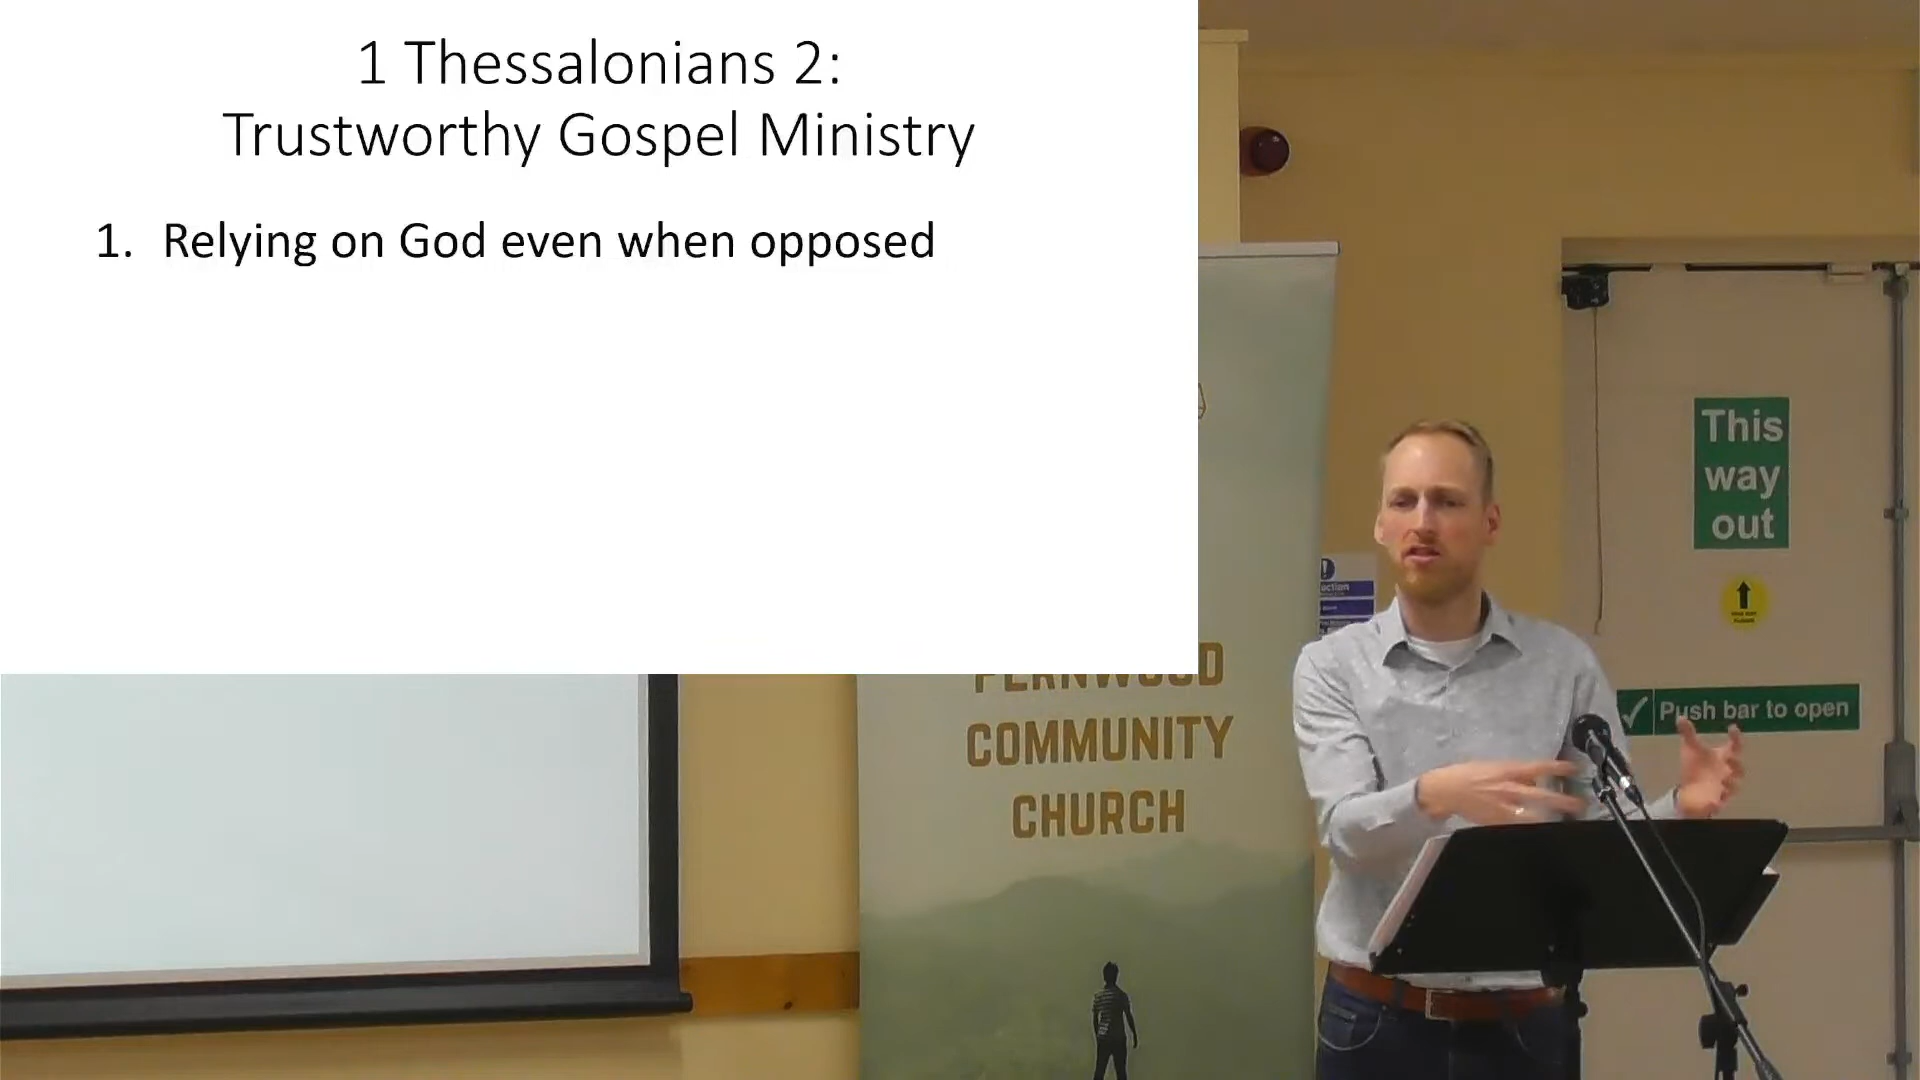 1 Thessalonians 2:
Trustworthy Gospel Ministry
1. Relying on God even when opposed
This
way
out
Push bar to open
COMMUNITY
CHURCH